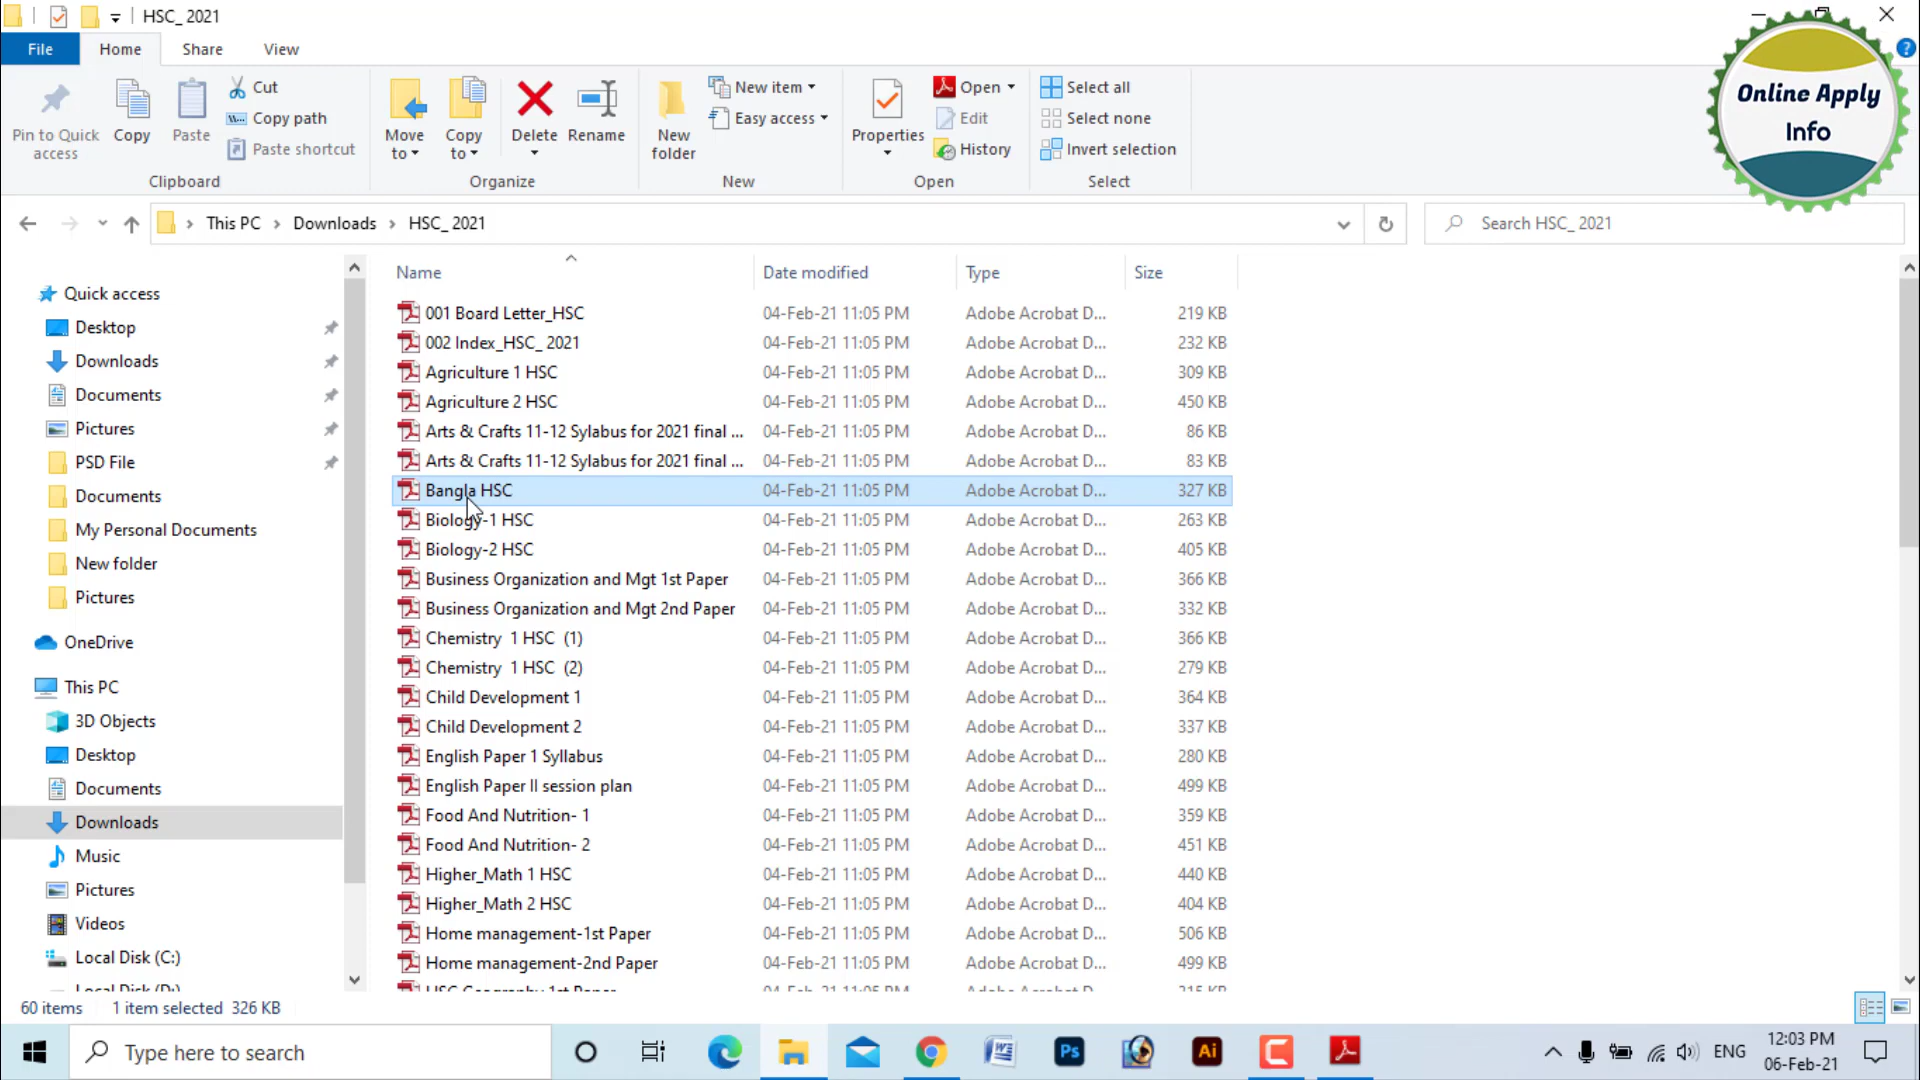 HSC_ 2021
File Home Share View
Pin to Quick access
Copy
Paste
Cut
Copy path
Paste shortcut
Clipboard
Move to
Copy to
Delete
Rename
Organize
New folder
New item
Easy access
New
Properties
Open
Edit
History
Open
Select all
Select none
Invert selection
Select
Online Apply
Info
This PC > Downloads > HSC_ 2021
Search HSC_ 2021
Quick access
Desktop
Downloads
Documents
Pictures
PSD File
Documents
My Personal Documents
New folder
Pictures
OneDrive
This PC
3D Objects
Desktop
Documents
Downloads
Music
Pictures
Videos
Local Disk (C:)
Local Disk (D:)
Name Date modified Type Size
001 Board Letter_HSC 04-Feb-21 11:05 PM Adobe Acrobat D... 219 KB
002 Index_HSC_ 2021 04-Feb-21 11:05 PM Adobe Acrobat D... 232 KB
Agriculture 1 HSC 04-Feb-21 11:05 PM Adobe Acrobat D... 309 KB
Agriculture 2 HSC 04-Feb-21 11:05 PM Adobe Acrobat D... 450 KB
Arts & Crafts 11-12 Sylabus for 2021 final ... 04-Feb-21 11:05 PM Adobe Acrobat D... 86 KB
Arts & Crafts 11-12 Sylabus for 2021 final ... 04-Feb-21 11:05 PM Adobe Acrobat D... 83 KB
Bangla HSC 04-Feb-21 11:05 PM Adobe Acrobat D... 327 KB
Biology-1 HSC 04-Feb-21 11:05 PM Adobe Acrobat D... 263 KB
Biology-2 HSC 04-Feb-21 11:05 PM Adobe Acrobat D... 405 KB
Business Organization and Mgt 1st Paper 04-Feb-21 11:05 PM Adobe Acrobat D... 366 KB
Business Organization and Mgt 2nd Paper 04-Feb-21 11:05 PM Adobe Acrobat D... 332 KB
Chemistry 1 HSC (1) 04-Feb-21 11:05 PM Adobe Acrobat D... 366 KB
Chemistry 1 HSC (2) 04-Feb-21 11:05 PM Adobe Acrobat D... 279 KB
Child Development 1 04-Feb-21 11:05 PM Adobe Acrobat D... 364 KB
Child Development 2 04-Feb-21 11:05 PM Adobe Acrobat D... 337 KB
English Paper 1 Syllabus 04-Feb-21 11:05 PM Adobe Acrobat D... 280 KB
English Paper II session plan 04-Feb-21 11:05 PM Adobe Acrobat D... 499 KB
Food And Nutrition- 1 04-Feb-21 11:05 PM Adobe Acrobat D... 359 KB
Food And Nutrition- 2 04-Feb-21 11:05 PM Adobe Acrobat D... 451 KB
Higher_Math 1 HSC 04-Feb-21 11:05 PM Adobe Acrobat D... 440 KB
Higher_Math 2 HSC 04-Feb-21 11:05 PM Adobe Acrobat D... 404 KB
Home management-1st Paper 04-Feb-21 11:05 PM Adobe Acrobat D... 506 KB
Home management-2nd Paper 04-Feb-21 11:05 PM Adobe Acrobat D... 499 KB
60 items 1 item selected 326 KB
Type here to search
Ps
Ai
ENG
12:03 PM
06-Feb-21